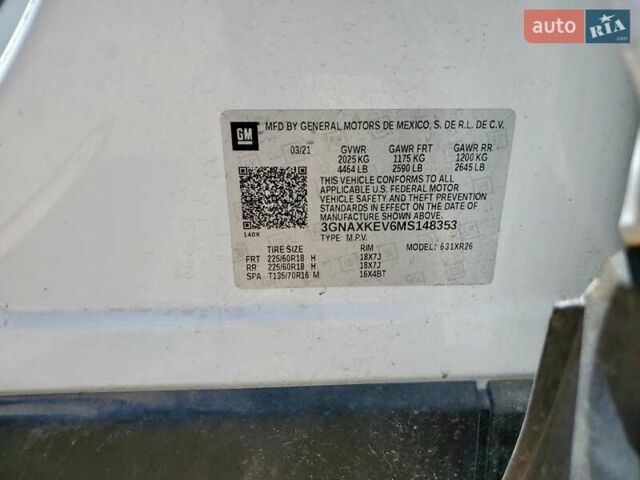 auto RIA .com
GM MFD BY GENERAL MOTORS DE MEXICO, S. DE R.L. DE C.V.
03/21 GVWR GAWR FRT GAWR RR
2025 KG 1175 KG 1200 KG
4464 LB 2590 LB 2645 LB
THIS VEHICLE CONFORMS TO ALL
APPLICABLE U.S. FEDERAL MOTOR
VEHICLE SAFETY AND THEFT PREVENTION
STANDARDS IN EFFECT ON THE DATE OF
MANUFACTURE SHOWN ABOVE.
140X 3GNAXKEV6MS148353
TYPE: M.P.V. MODEL: 631XR26
TIRE SIZE RIM
FRT 225/60R18 H 18X7J
RR 225/60R18 H 18X7J
SPA T135/70R16 M 16X4BT